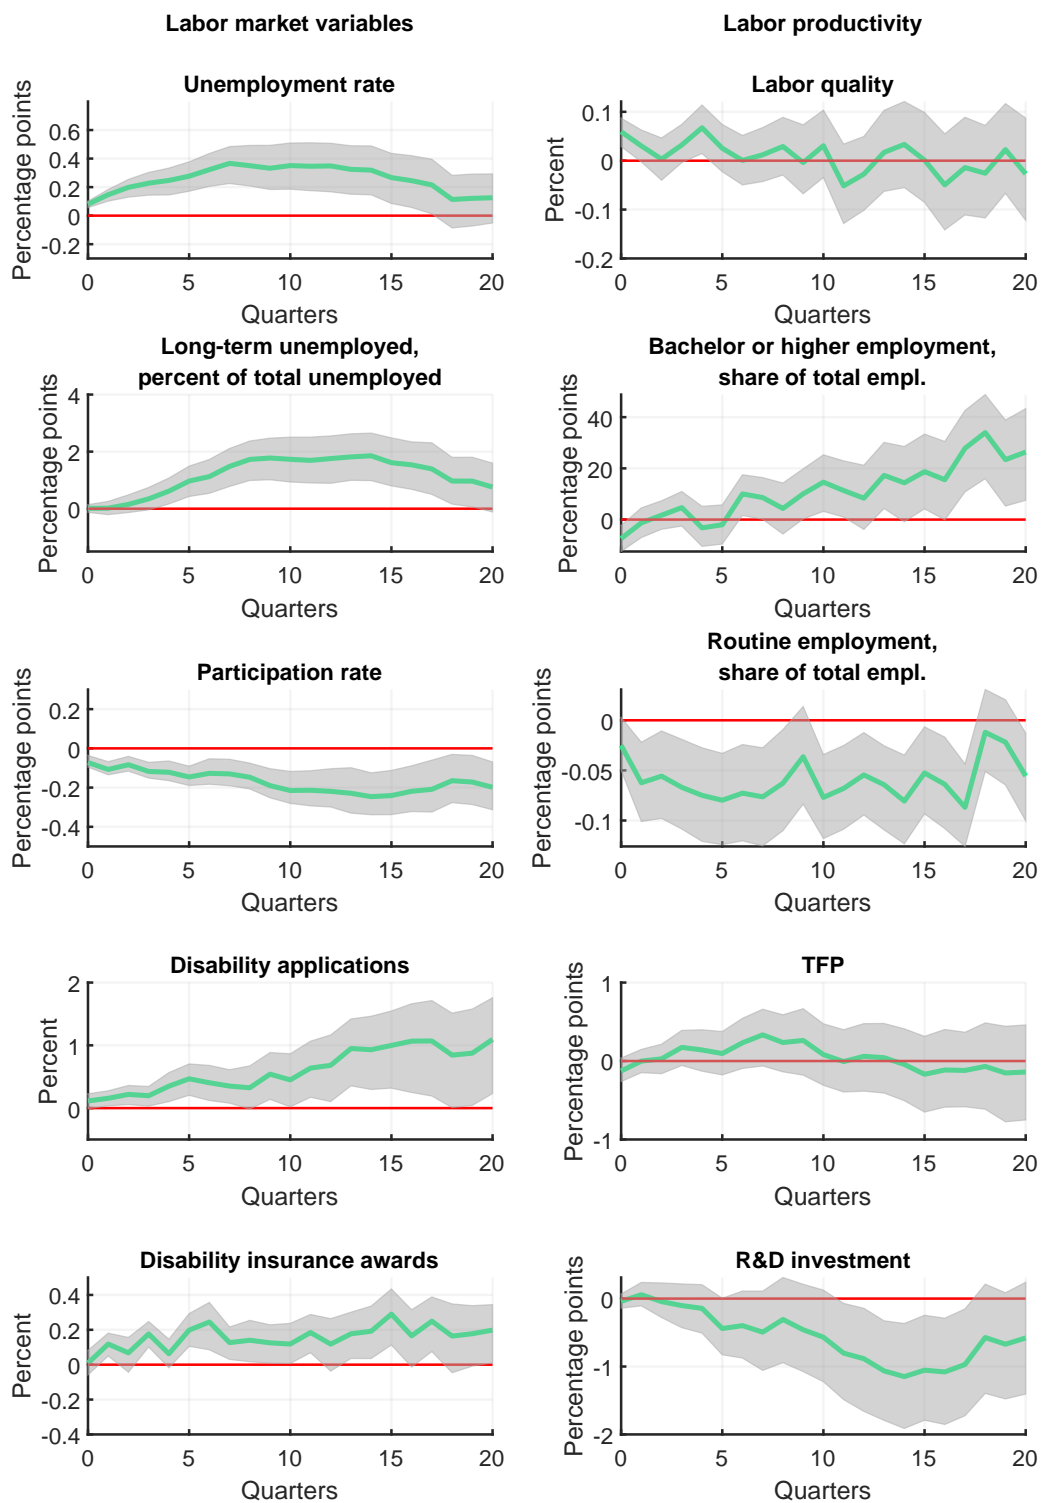 Labor market variables
Labor productivity
Unemployment rate
Percentage points
0.6
0.4
0.2
0
-0.2
0 5 10 15 20
Quarters
Labor quality
Percent
0.1
0
-0.1
-0.2
0 5 10 15 20
Quarters
Long-term unemployed,
percent of total unemployed
Percentage points
4
2
0
0 5 10 15 20
Quarters
Bachelor or higher employment,
share of total empl.
Percentage points
40
20
0
0 5 10 15 20
Quarters
Participation rate
Percentage points
0.2
0
-0.2
-0.4
0 5 10 15 20
Quarters
Routine employment,
share of total empl.
Percentage points
0
-0.05
-0.1
0 5 10 15 20
Quarters
Disability applications
Percent
2
1
0
0 5 10 15 20
Quarters
TFP
Percentage points
1
0
-1
0 5 10 15 20
Quarters
Disability insurance awards
Percent
0.4
0.2
0
-0.2
-0.4
0 5 10 15 20
Quarters
R&D investment
Percentage points
0
-1
-2
0 5 10 15 20
Quarters